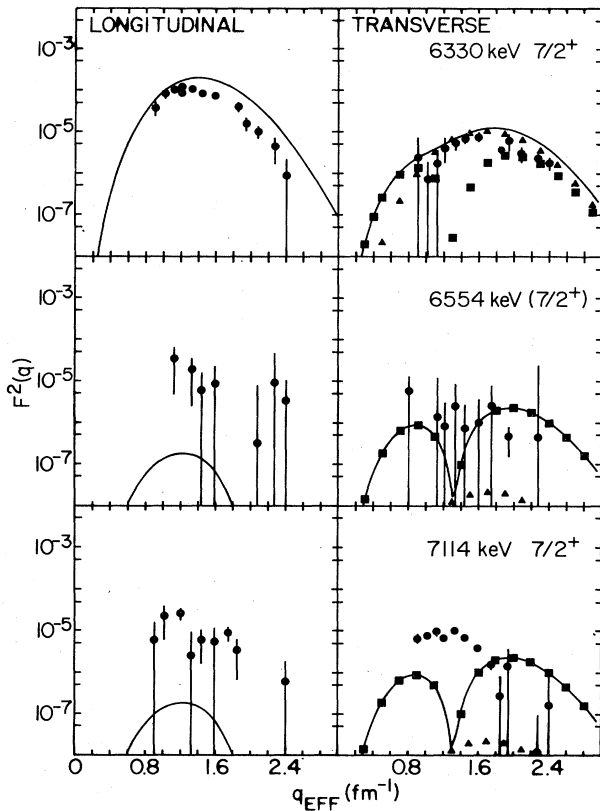 LONGITUDINAL TRANSVERSE
6330 keV 7/2+
10-3
10-5
10-7
6554 keV (7/2+)
10-3
10-5
10-7
F2(q)
7114 keV 7/2+
10-3
10-5
10-7
0 0.8 1.6 2.4 0.8 1.6 2.4
qEFF (fm-1)